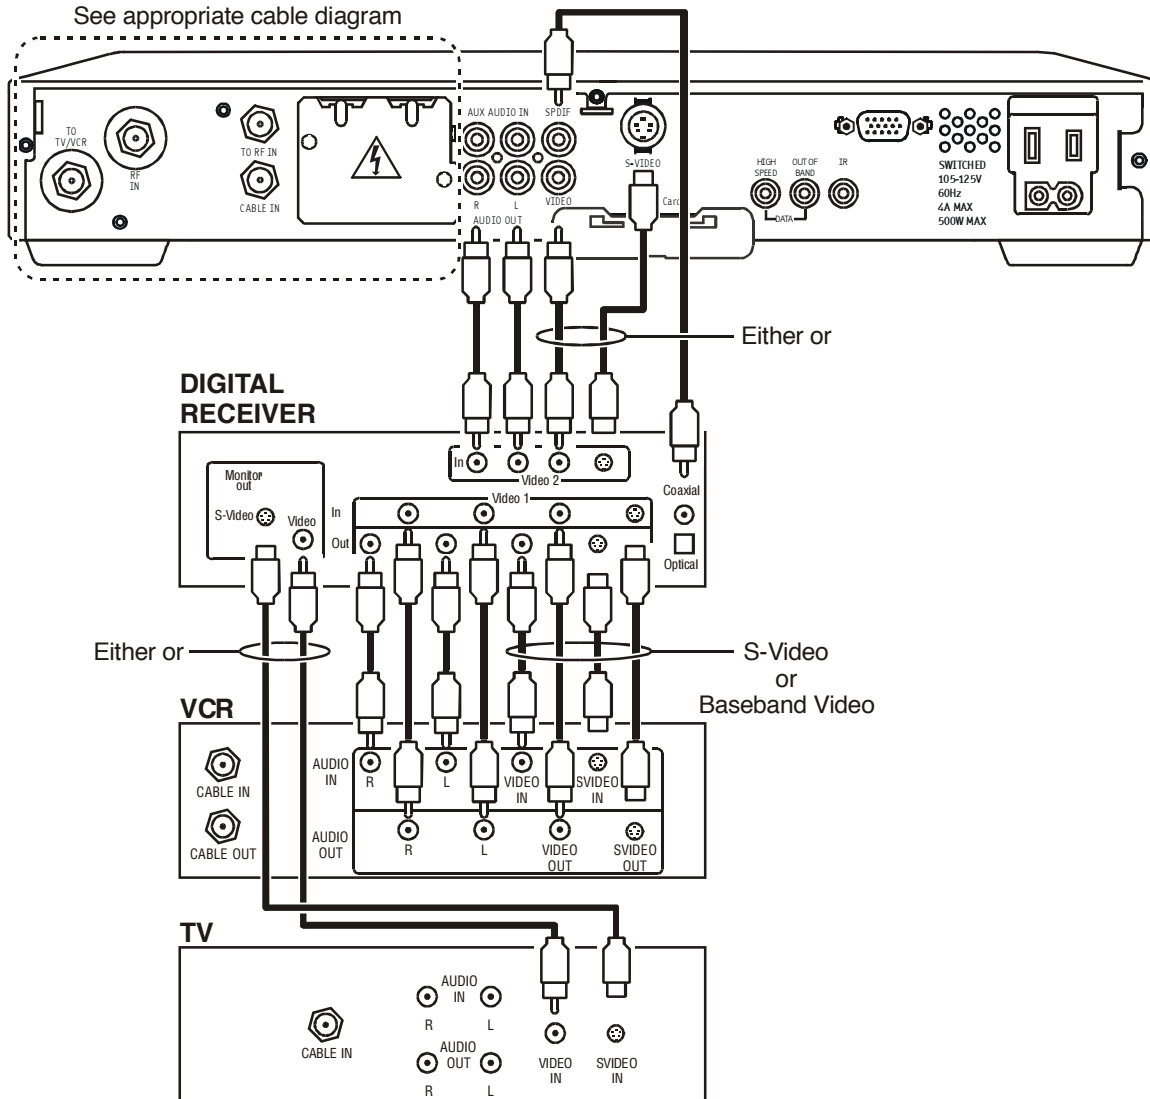 See appropriate cable diagram
TO
TV/VCR
RF
IN
TO RF IN
CABLE IN
AUX AUDIO IN
SPDIF
R
L
VIDEO
AUDIO OUT
S-VIDEO
Card
HIGH
SPEED
OUT OF
BAND
IR
DATA
SWITCHED
105-125V
60Hz
4A MAX
500W MAX
Either or
DIGITAL
RECEIVER
Monitor
out
S-Video
Video
In
Video 2
Video 1
In
Out
Coaxial
Optical
Either or
S-Video
or
Baseband Video
VCR
CABLE IN
CABLE OUT
AUDIO
IN
R
L
VIDEO
IN
SVIDEO
IN
AUDIO
OUT
R
L
VIDEO
OUT
SVIDEO
OUT
TV
CABLE IN
AUDIO
IN
R
L
AUDIO
OUT
R
L
VIDEO
IN
SVIDEO
IN